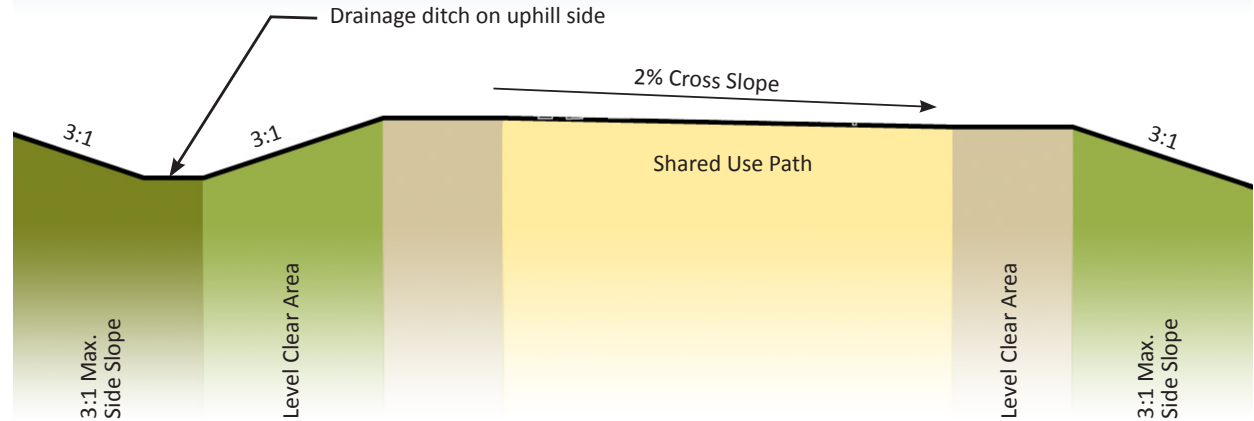 Drainage ditch on uphill side
2% Cross Slope
3:1
3:1
3:1
Shared Use Path
3:1 Max.
Side Slope
Level Clear Area
Level Clear Area
3:1 Max.
Side Slope